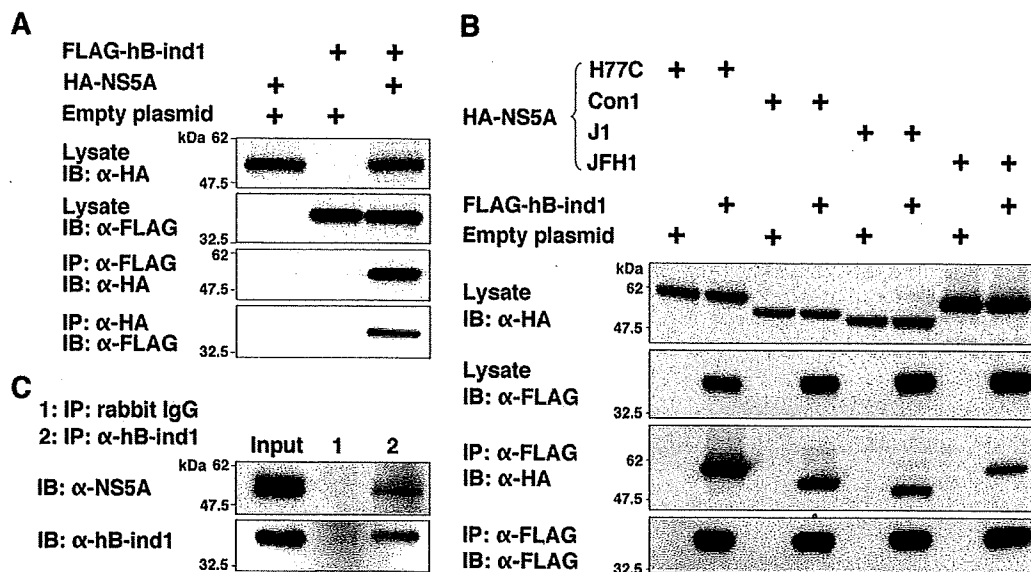 A
FLAG-hB-ind1 + +
HA-NS5A + +
Empty plasmid + +
kDa 62
Lysate
IB: α-HA
47.5
Lysate
IB: α-FLAG
32.5
62
IP: α-FLAG
IB: α-HA
47.5
IP: α-HA
IB: α-FLAG
32.5
B
HA-NS5A
H77C + +
Con1 + +
J1 + +
JFH1 + +
FLAG-hB-ind1 + + + +
Empty plasmid + + + +
kDa
62
Lysate
IB: α-HA
47.5
Lysate
IB: α-FLAG
32.5
IP: α-FLAG
IB: α-HA
62
47.5
IP: α-FLAG
IB: α-FLAG
32.5
C
1: IP: rabbit IgG
2: IP: α-hB-ind1
Input 1 2
kDa 62
IB: α-NS5A
47.5
IB: α-hB-ind1
32.5